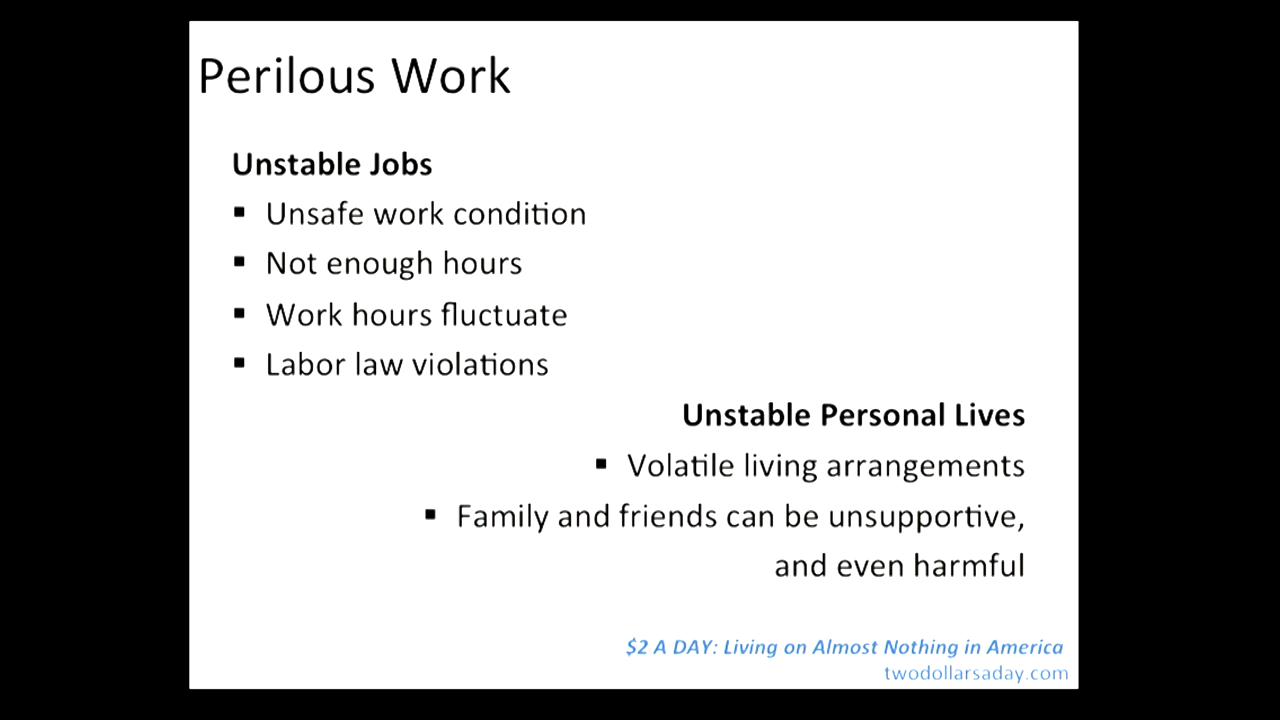 Perilous Work
Unstable Jobs
▪ Unsafe work condition
▪ Not enough hours
▪ Work hours fluctuate
▪ Labor law violations
Unstable Personal Lives
▪ Volatile living arrangements
▪ Family and friends can be unsupportive,
and even harmful
$2 A DAY: Living on Almost Nothing in America
twodollarsaday.com